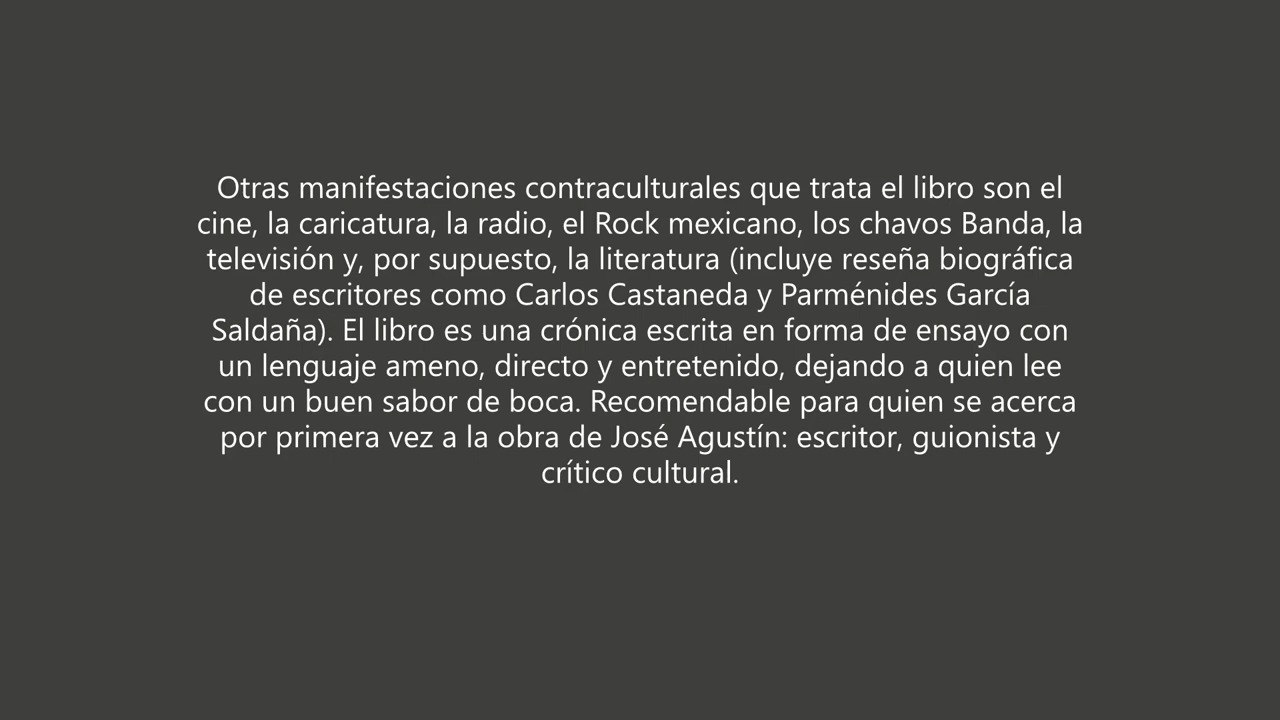 Otras manifestaciones contraculturales que trata el libro son el
cine, la caricatura, la radio, el Rock mexicano, los chavos Banda, la
televisión y, por supuesto, la literatura (incluye reseña biográfica
de escritores como Carlos Castaneda y Parménides García
Saldaña). El libro es una crónica escrita en forma de ensayo con
un lenguaje ameno, directo y entretenido, dejando a quien lee
con un buen sabor de boca. Recomendable para quien se acerca
por primera vez a la obra de José Agustín: escritor, guionista y
crítico cultural.